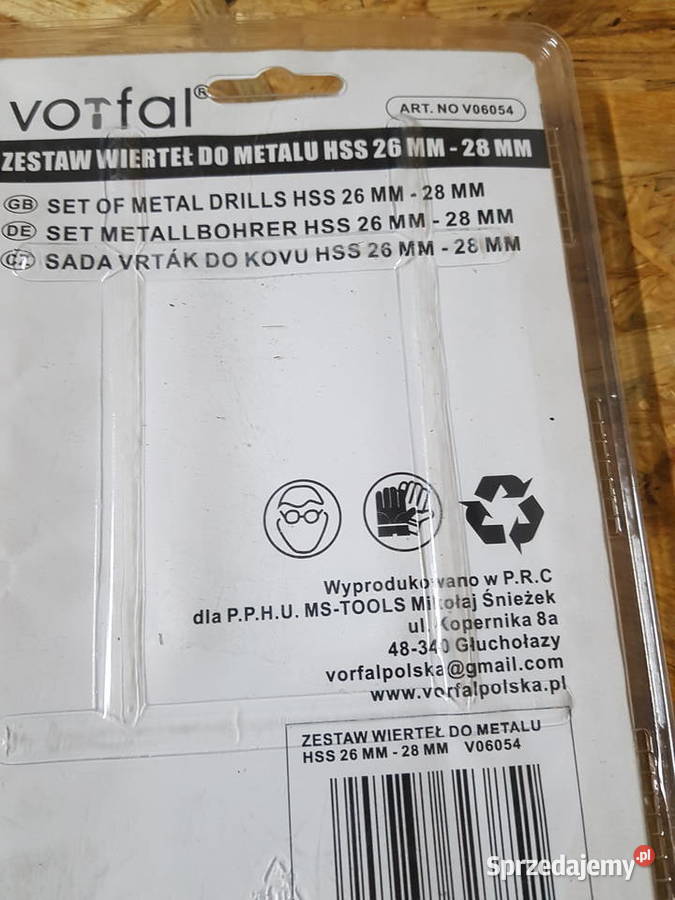 vorfal®
ART. NO V06054
ZESTAW WIERTEŁ DO METALU HSS 26 MM - 28 MM
GB SET OF METAL DRILLS HSS 26 MM - 28 MM
DE SET METALLBOHRER HSS 26 MM - 28 MM
CZ SADA VRTÁK DO KOVU HSS 26 MM - 28 MM
Wyprodukowano w P.R.C
dla P.P.H.U. MS-TOOLS Mikołaj Śnieżek
ul. Kopernika 8a
48-340 Głuchołazy
vorfalpolska@gmail.com
www.vorfalpolska.pl
ZESTAW WIERTEŁ DO METALU
HSS 26 MM - 28 MM V06054
Sprzedajemy.pl